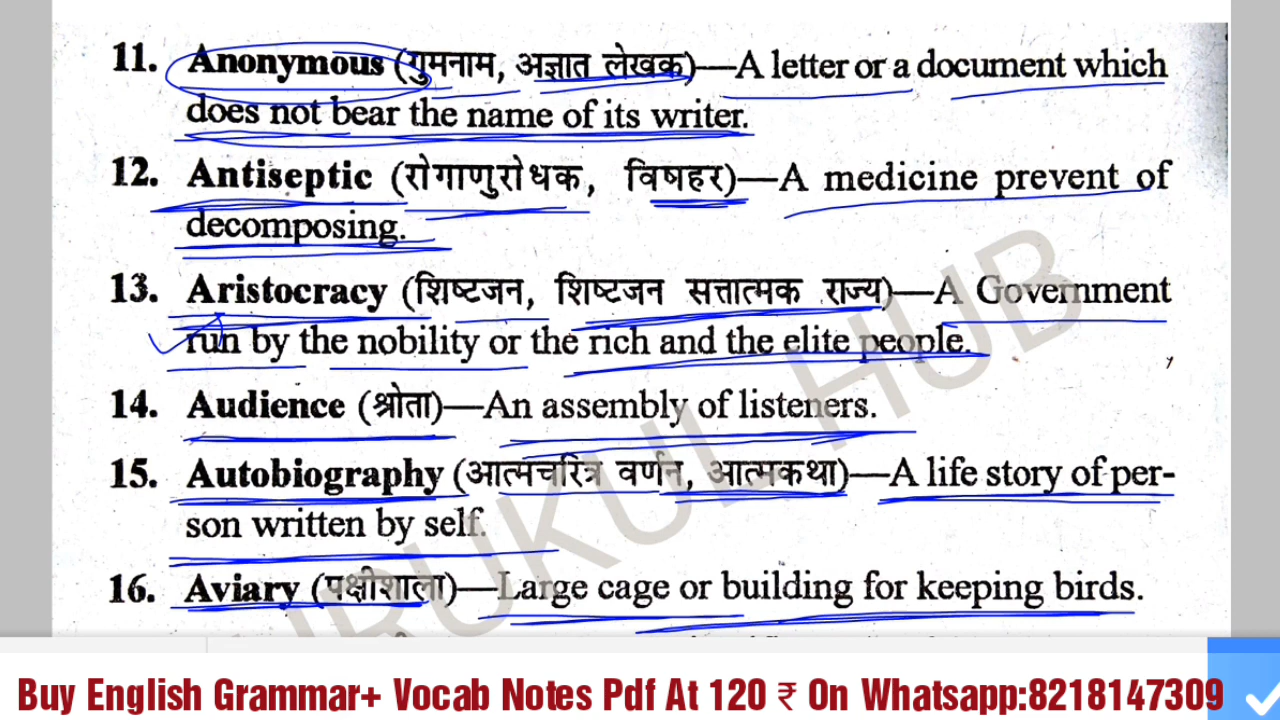 11. Anonymous (गुमनाम, अज्ञात लेखक)—A letter or a document which
does not bear the name of its writer.
12. Antiseptic (रोगाणुरोधक, विषहर)—A medicine prevent of
decomposing.
13. Aristocracy (शिष्टजन, शिष्टजन सत्तात्मक राज्य)—A Government
run by the nobility or the rich and the elite people.
14. Audience (श्रोता)—An assembly of listeners.
15. Autobiography (आत्मचरित्र वर्णन, आत्मकथा)—A life story of per-
son written by self.
16. Aviary (पक्षीशाला)—Large cage or building for keeping birds.
URUKUL HUB
Buy English Grammar+ Vocab Notes Pdf At 120 ₹ On Whatsapp:8218147309